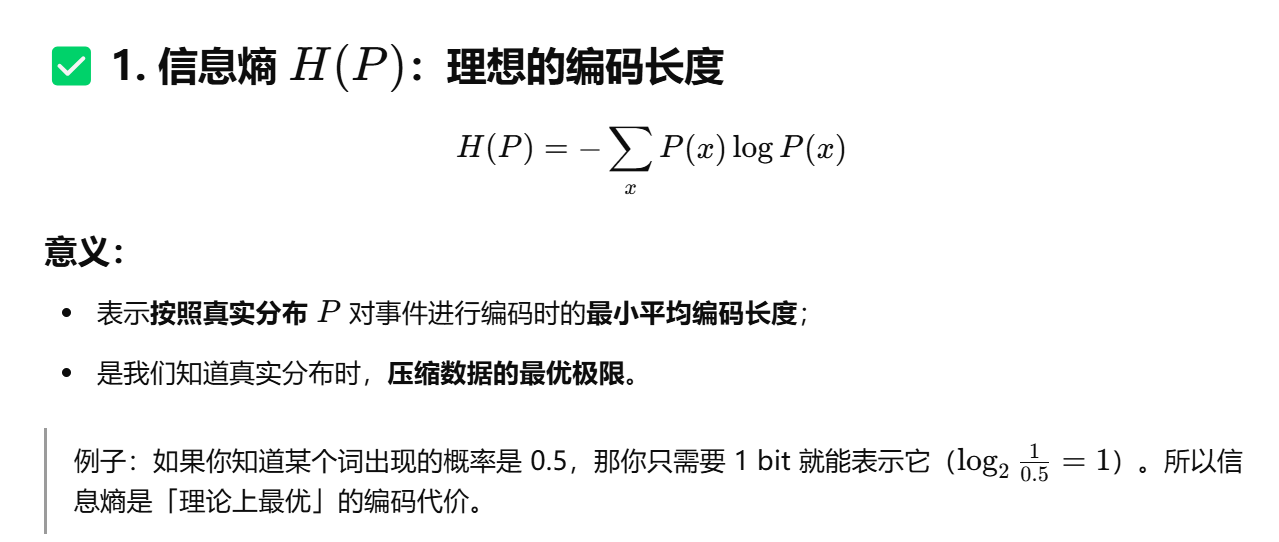 ✅ 1. 信息熵 H(P)：理想的编码长度
H(P) = − ∑ₓ P(x) log P(x)
意义：
• 表示按照真实分布 P 对事件进行编码时的最小平均编码长度；
• 是我们知道真实分布时，压缩数据的最优极限。
例子：如果你知道某个词出现的概率是 0.5，那你只需要 1 bit 就能表示它（log₂ 1/0.5 = 1）。所以信
息熵是「理论上最优」的编码代价。